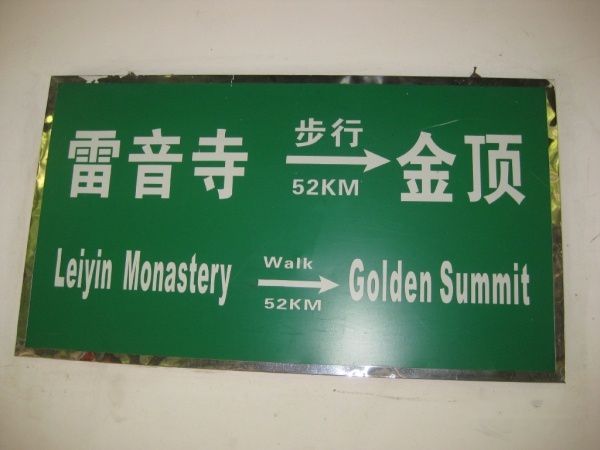 步行
雷音寺 金顶
52KM
Walk
Leiyin Monastery Golden Summit
52KM